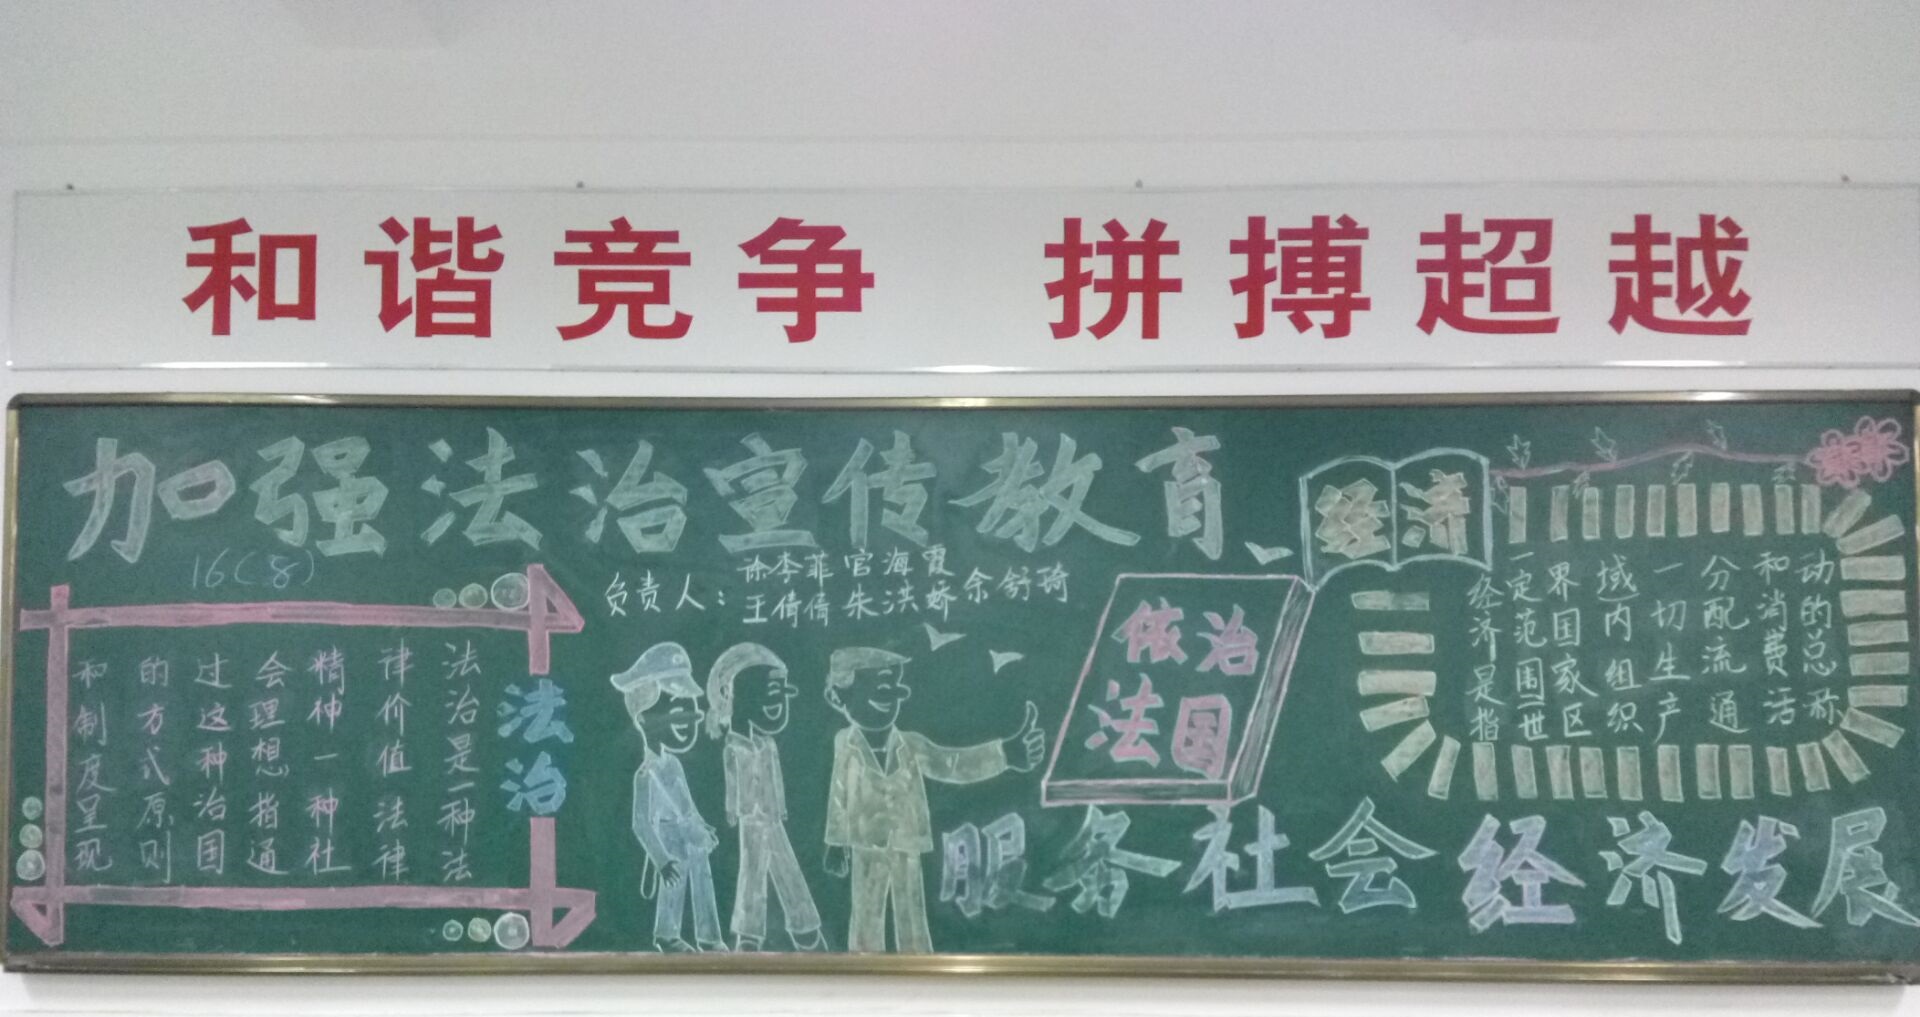 和谐竞争 拼搏超越
加强法治宣传教育
16(8)
负责人：
徐李菲 官海霞
王倩倩 朱洪娇 余舒琦
法治
法治是一种法
律价值 法律
精神一种社
会理想,指通
过这种治国
的方式原则
和制度呈现
依治
法国
经济
经济是指
一定范围(世
界国家区
域内组织
一切生产
分配流通
和消费活
动的总称
服务社会经济发展